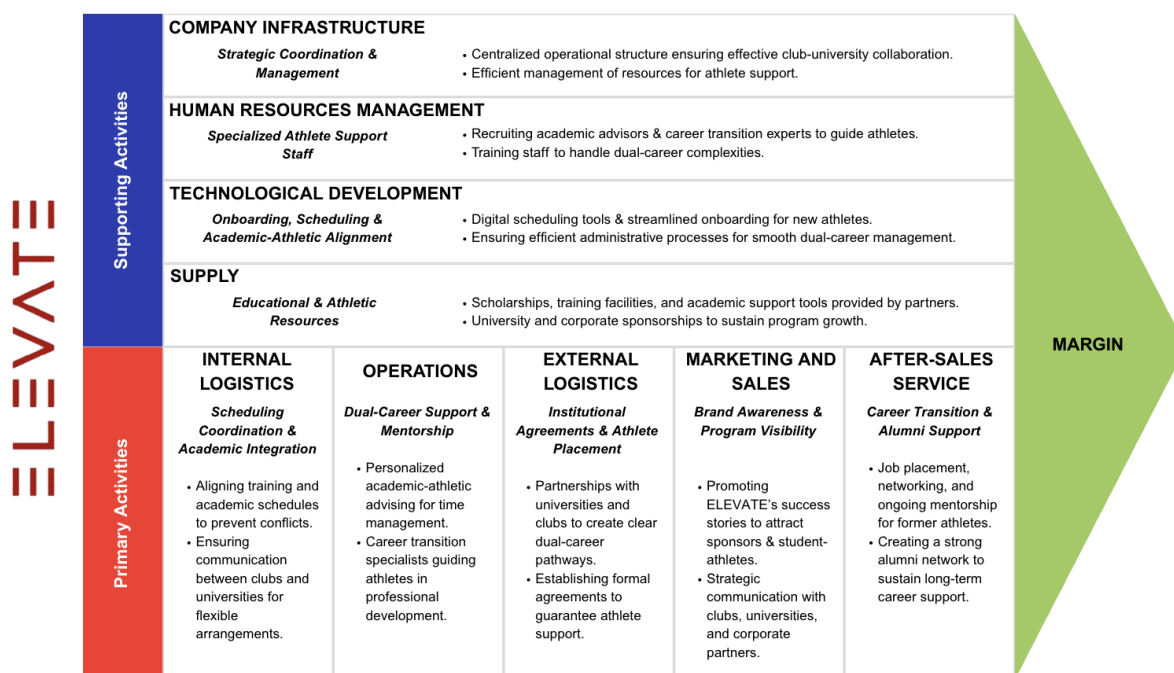 ELEVATE
Supporting Activities
COMPANY INFRASTRUCTURE
Strategic Coordination &
Management
• Centralized operational structure ensuring effective club-university collaboration.
• Efficient management of resources for athlete support.
HUMAN RESOURCES MANAGEMENT
Specialized Athlete Support
Staff
• Recruiting academic advisors & career transition experts to guide athletes.
• Training staff to handle dual-career complexities.
TECHNOLOGICAL DEVELOPMENT
Onboarding, Scheduling &
Academic-Athletic Alignment
• Digital scheduling tools & streamlined onboarding for new athletes.
• Ensuring efficient administrative processes for smooth dual-career management.
SUPPLY
Educational & Athletic
Resources
• Scholarships, training facilities, and academic support tools provided by partners.
• University and corporate sponsorships to sustain program growth.
Primary Activities
INTERNAL
LOGISTICS
Scheduling
Coordination &
Academic Integration
• Aligning training and
academic schedules
to prevent conflicts.
• Ensuring
communication
between clubs and
universities for
flexible
arrangements.
OPERATIONS
Dual-Career Support &
Mentorship
• Personalized
academic-athletic
advising for time
management.
• Career transition
specialists guiding
athletes in
professional
development.
EXTERNAL
LOGISTICS
Institutional
Agreements & Athlete
Placement
• Partnerships with
universities and
clubs to create clear
dual-career
pathways.
• Establishing formal
agreements to
guarantee athlete
support.
MARKETING AND
SALES
Brand Awareness &
Program Visibility
• Promoting
ELEVATE's success
stories to attract
sponsors & student-
athletes.
• Strategic
communication with
clubs, universities,
and corporate
partners.
AFTER-SALES
SERVICE
Career Transition &
Alumni Support
• Job placement,
networking, and
ongoing mentorship
for former athletes.
• Creating a strong
alumni network to
sustain long-term
career support.
MARGIN